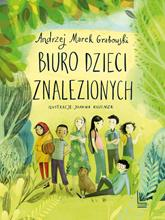 Andrzej Marek Grabowski
BIURO DZIECI
ZNALEZIONYCH
ILUSTRACJE: JOANNA RUSINEK